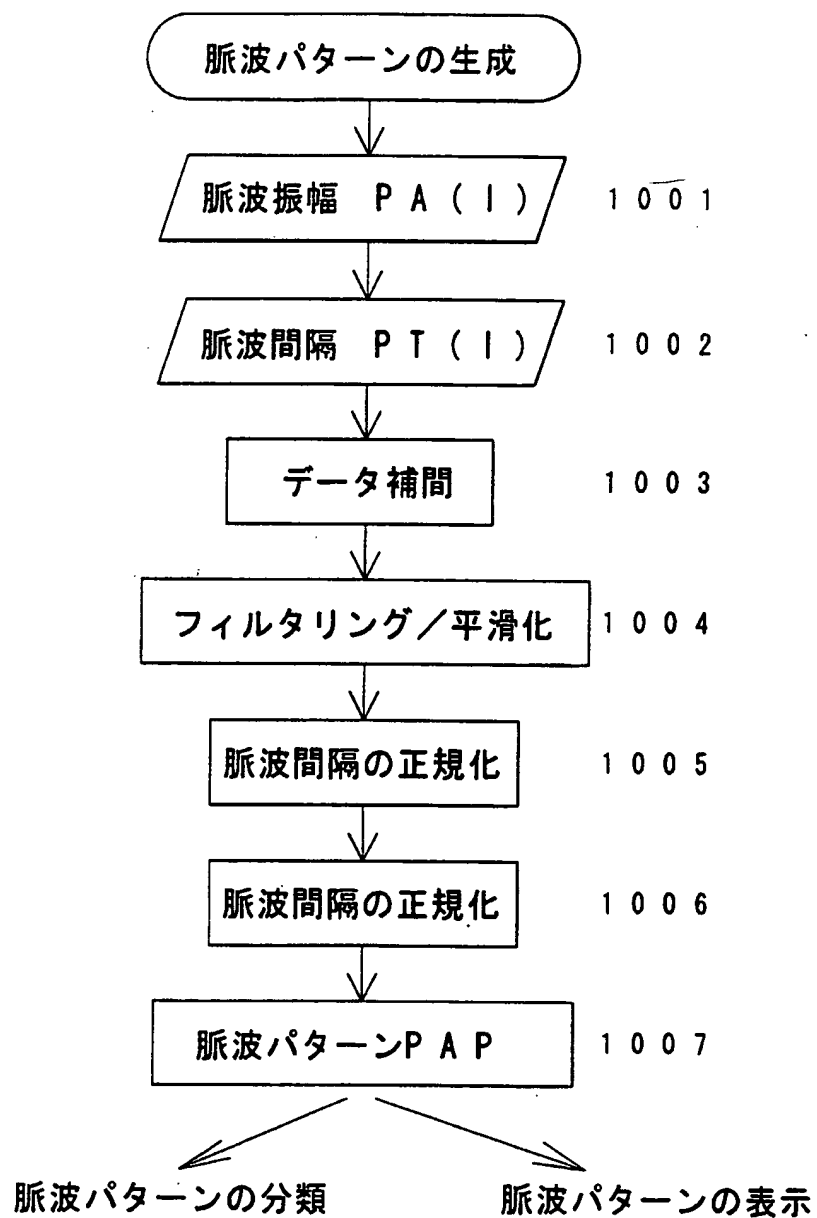 脈波パターンの生成
脈波振幅 PA(I) 1001
脈波間隔 PT(I) 1002
データ補間 1003
フィルタリング/平滑化 1004
脈波間隔の正規化 1005
脈波間隔の正規化 1006
脈波パターンPAP 1007
脈波パターンの分類 脈波パターンの表示